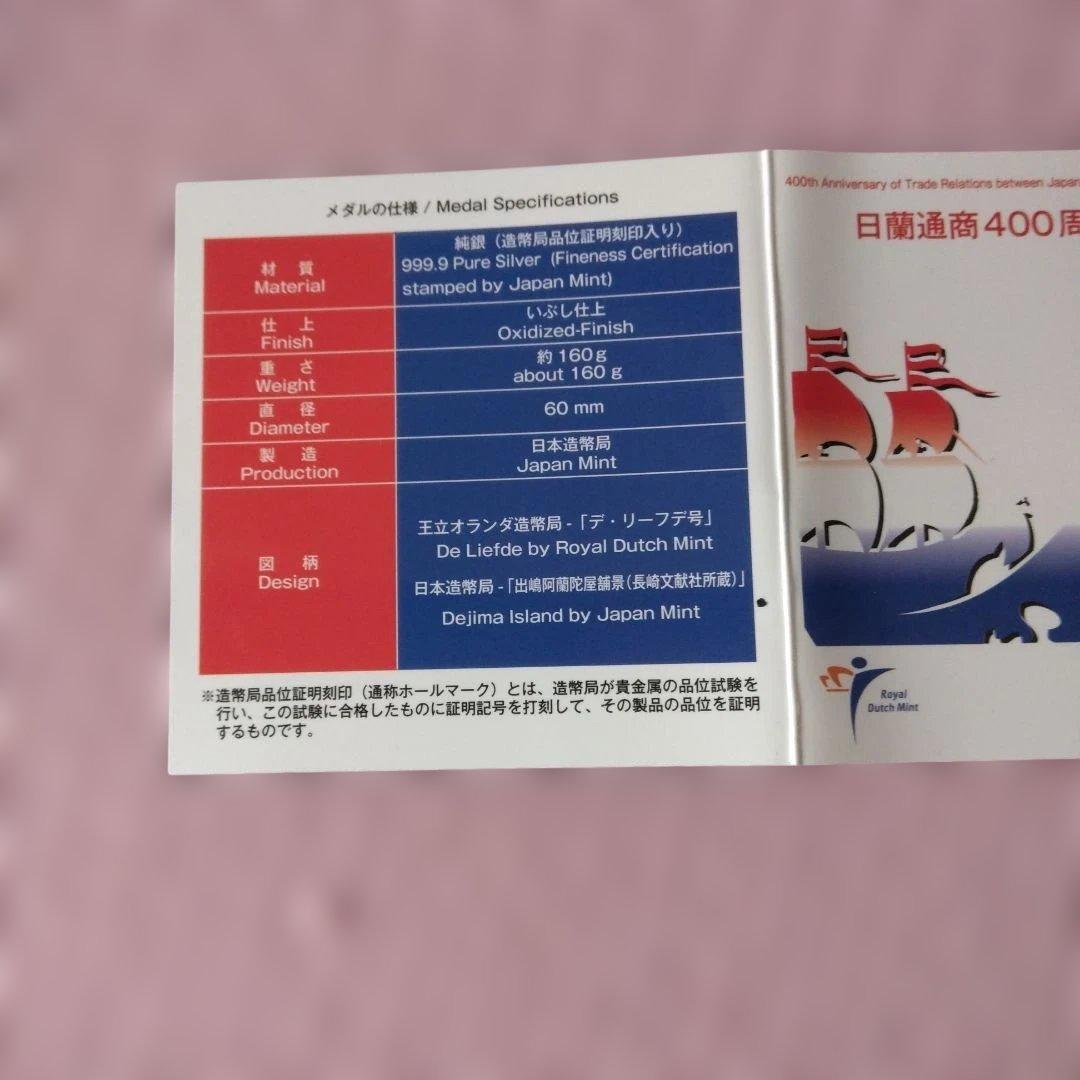 メダルの仕様 / Medal Specifications
材 質
Material
純銀（造幣局品位証明刻印入り）
999.9 Pure Silver (Fineness Certification
stamped by Japan Mint)
仕 上
Finish
いぶし仕上
Oxidized-Finish
重 さ
Weight
約 160g
about 160 g
直 径
Diameter
60 mm
製 造
Production
日本造幣局
Japan Mint
図 柄
Design
王立オランダ造幣局 -「デ・リーフデ号」
De Liefde by Royal Dutch Mint
日本造幣局 -「出嶋阿蘭陀屋舗景（長崎文献社所蔵）」
Dejima Island by Japan Mint
※造幣局品位証明刻印（通称ホールマーク）とは、造幣局が貴金属の品位試験を
行い、この試験に合格したものに証明記号を打刻して、その製品の品位を証明
するものです。
400th Anniversary of Trade Relations between Japan
日蘭通商400周
Royal
Dutch Mint